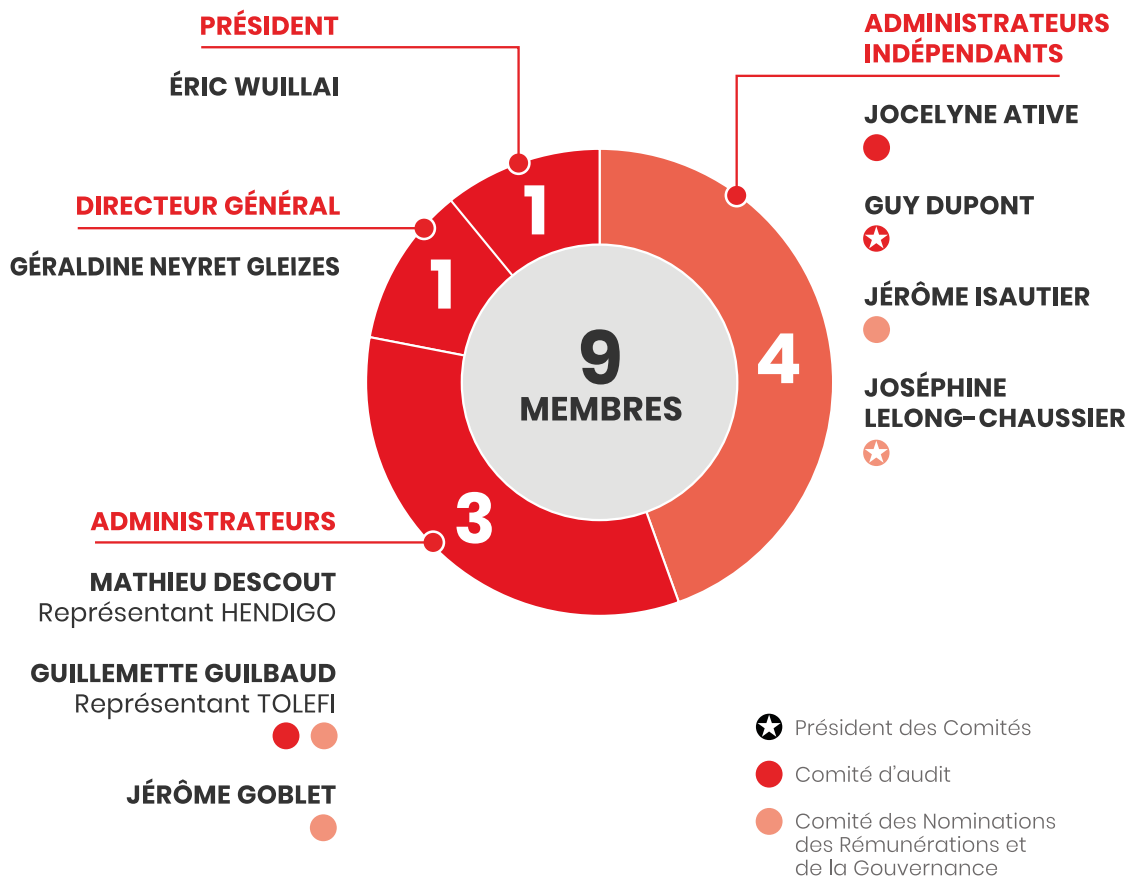 PRÉSIDENT
ÉRIC WUILLAI
DIRECTEUR GÉNÉRAL
GÉRALDINE NEYRET GLEIZES
ADMINISTRATEURS
MATHIEU DESCOUT
Représentant HENDIGO
GUILLEMETTE GUILBAUD
Représentant TOLEFI
JÉRÔME GOBLET
1
1
3
4
9
MEMBRES
ADMINISTRATEURS
INDÉPENDANTS
JOCELYNE ATIVE
GUY DUPONT
JÉRÔME ISAUTIER
JOSÉPHINE
LELONG-CHAUSSIER
Président des Comités
Comité d'audit
Comité des Nominations
des Rémunérations et
de la Gouvernance